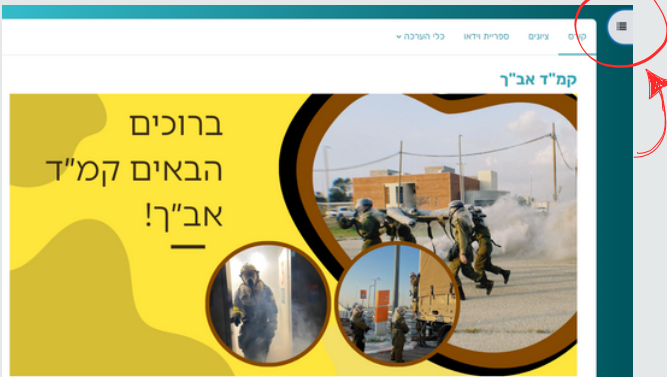 קורס ציונים ספריית וידאו כלי הערכה
קמ"ד אב"ך
ברוכים
הבאים קמ"ד
אב"ך!